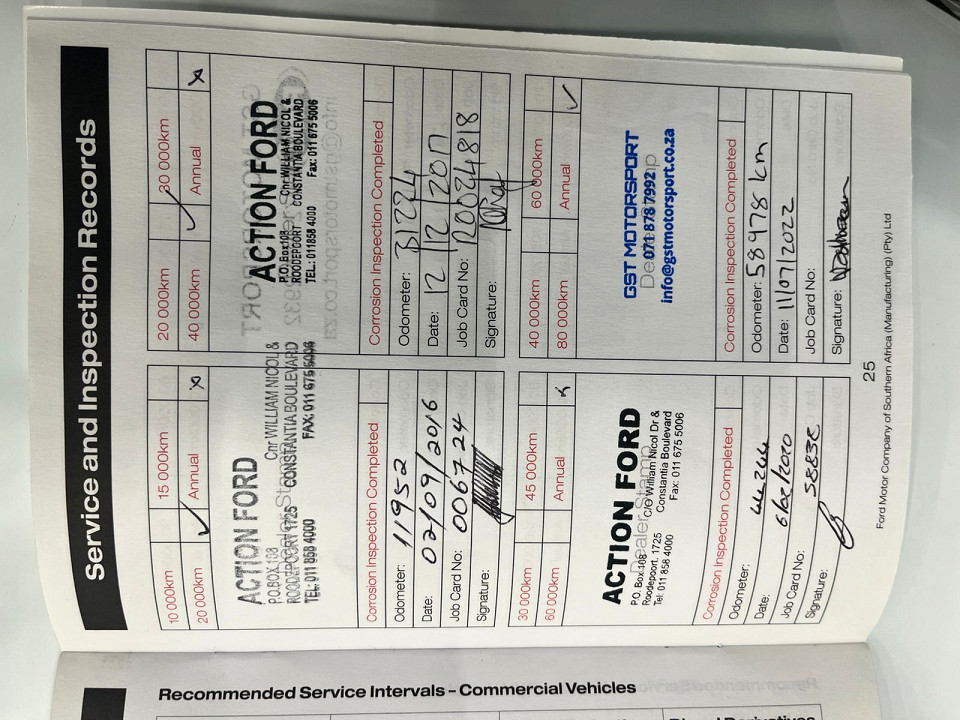 Service and Inspection Records
10 000km
15 000km
20 000km
✓
Annual
x
ACTION FORD
P.O.BOX 108
Cnr WILLIAM NICOL &
ROODEPOORT 1725
CONSTANTIA BOULEVARD
TEL: 011 858 4000
FAX: 011 675 5006
Corrosion Inspection Completed
Odometer: 11952
Date: 02/09/2016
Job Card No: 006724
Signature:
20 000km
30 000km
40 000km
✓
Annual
x
ACTION FORD
P.O. Box 108
Cnr WILLIAM NICOL &
ROODEPOORT
CONSTANTIA BOULEVARD
TEL.: 011 858 4000
Fax: 011 675 5006
Corrosion Inspection Completed
Odometer: 31224
Date: 12/12/2017
Job Card No:
Signature:
30 000km
45 000km
60 000km
Annual
x
Dealer Stamp
ACTION FORD
P.O. Box 108
C/O William Nicol Dr &
Roodepoort, 1725
Constantia Boulevard
Tel: 011 858 4000
Fax: 011 675 5006
Corrosion Inspection Completed
Odometer:
Date: 6/02/2020
Job Card No:
Signature:
40 000km
60 000km
80 000km
Annual
✓
GST MOTORSPORT
071 878 7992
info@gstmotorsport.co.za
Corrosion Inspection Completed
Odometer: 58978 km
Date: 11/07/2022
Job Card No:
Signature:
25
Ford Motor Company of Southern Africa (Manufacturing) (Pty) Ltd
Recommended Service Intervals – Commercial Vehicles